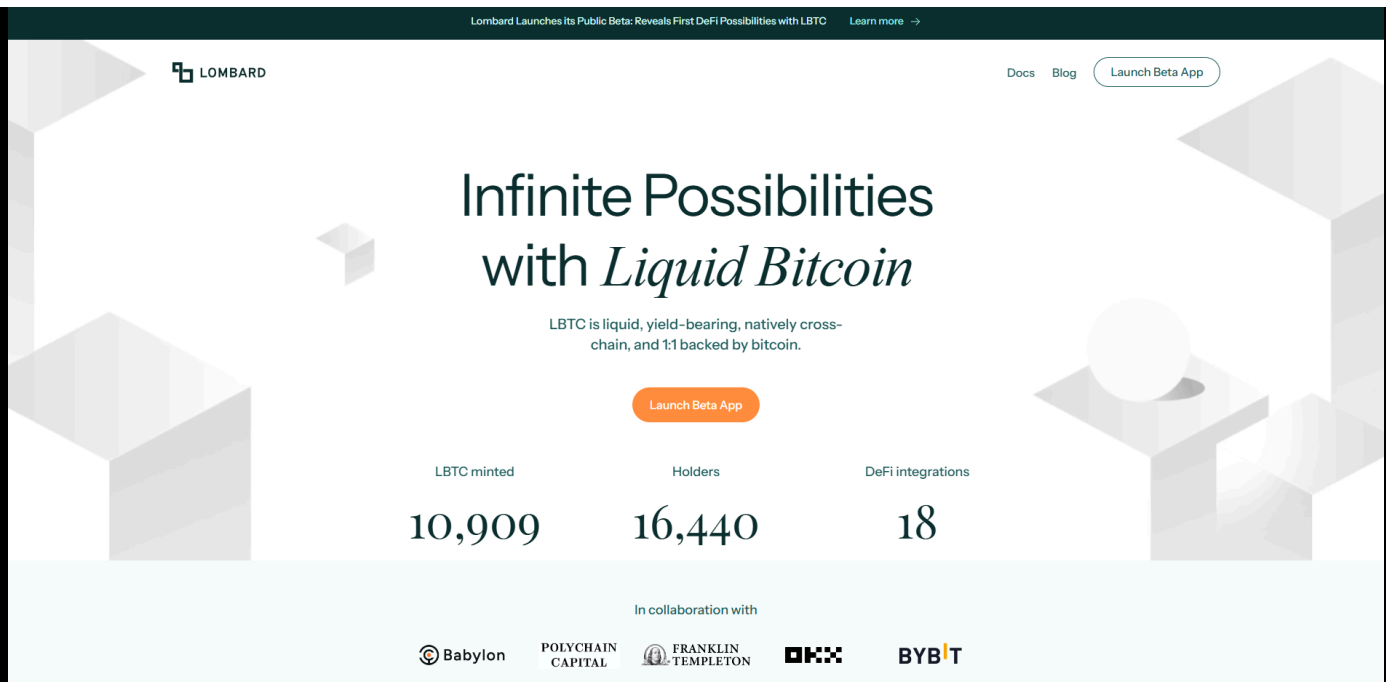 Lombard Launches its Public Beta: Reveals First DeFi Possibilities with LBTC Learn more →
LOMBARD
Docs Blog Launch Beta App
Infinite Possibilities
with Liquid Bitcoin
LBTC is liquid, yield-bearing, natively cross-
chain, and 1:1 backed by bitcoin.
Launch Beta App
LBTC minted Holders DeFi integrations
10,909 16,440 18
In collaboration with
Babylon
POLYCHAIN
CAPITAL
FRANKLIN
TEMPLETON
OKX
BYBIT